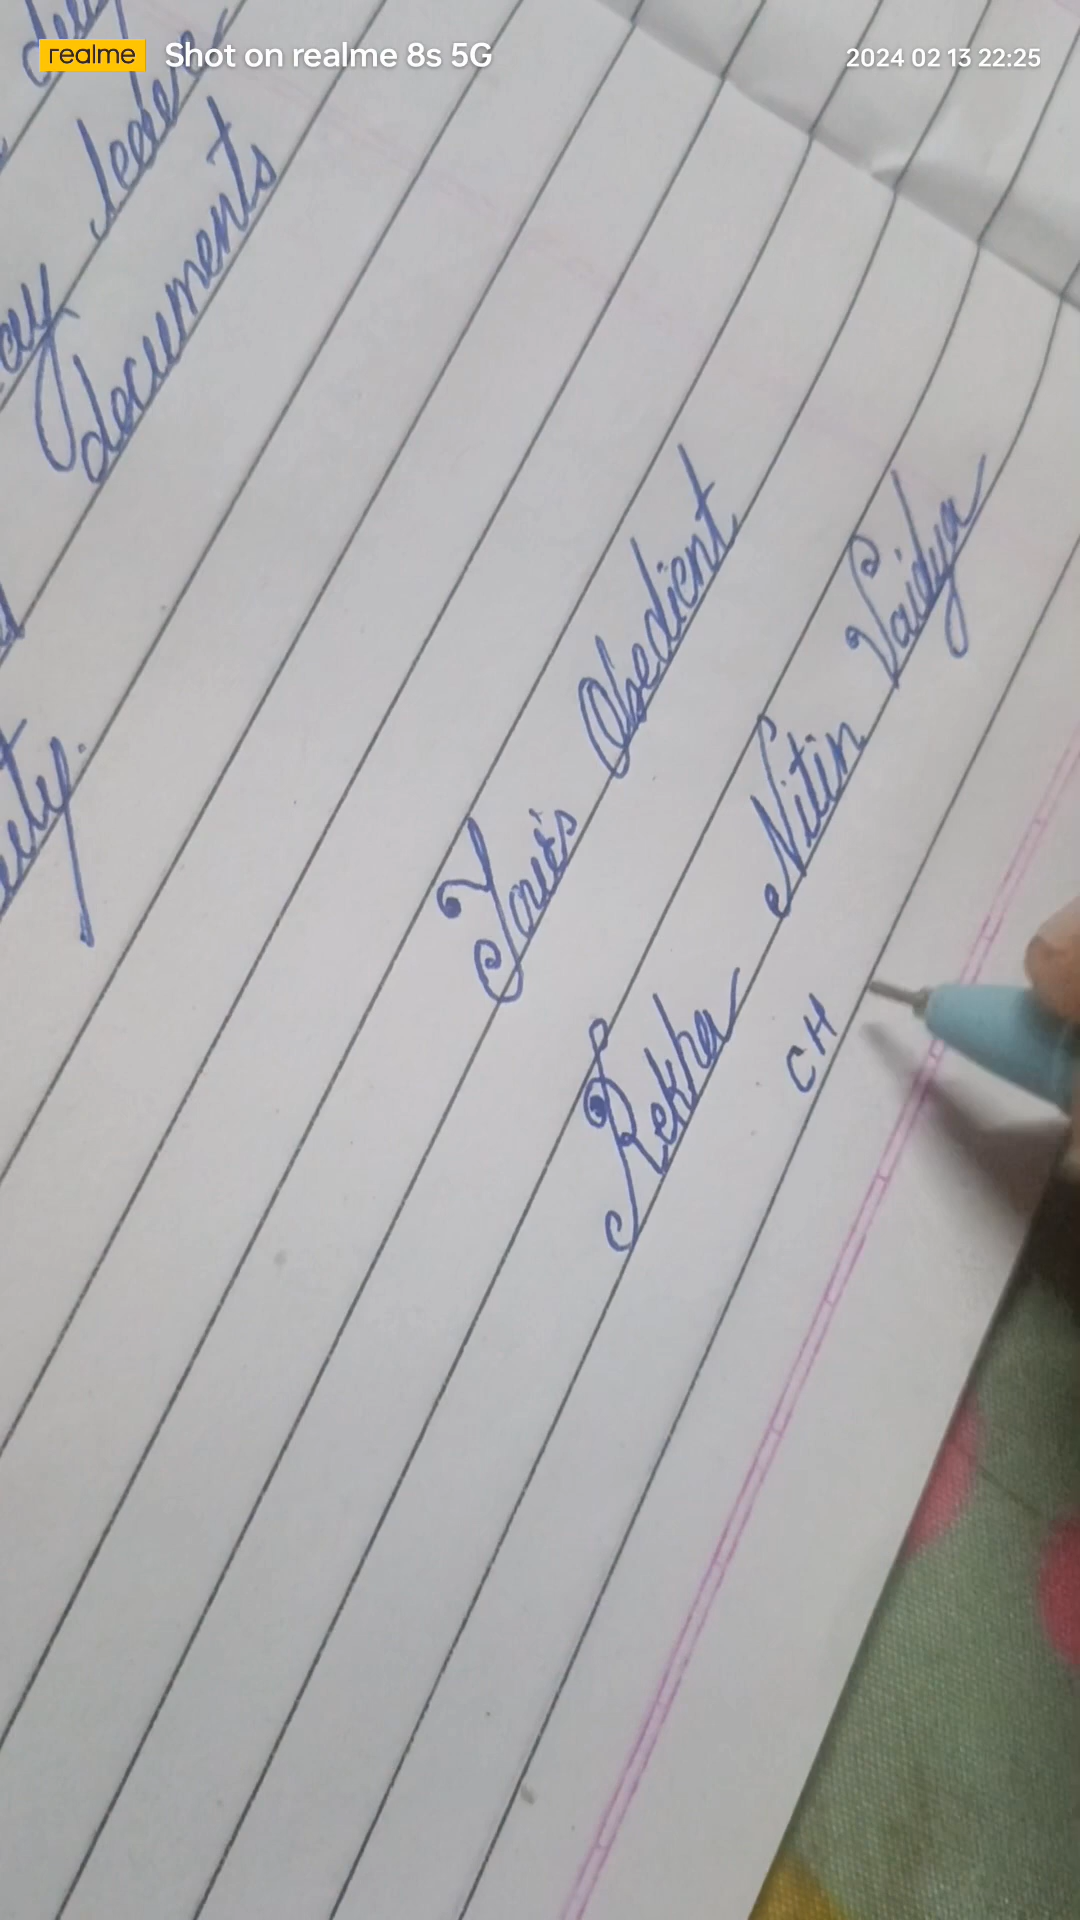 realme Shot on realme 8s 5G
2024 02 13 22:25
documents
Your's Obedient
Rekha Nitin Vaidya
CH